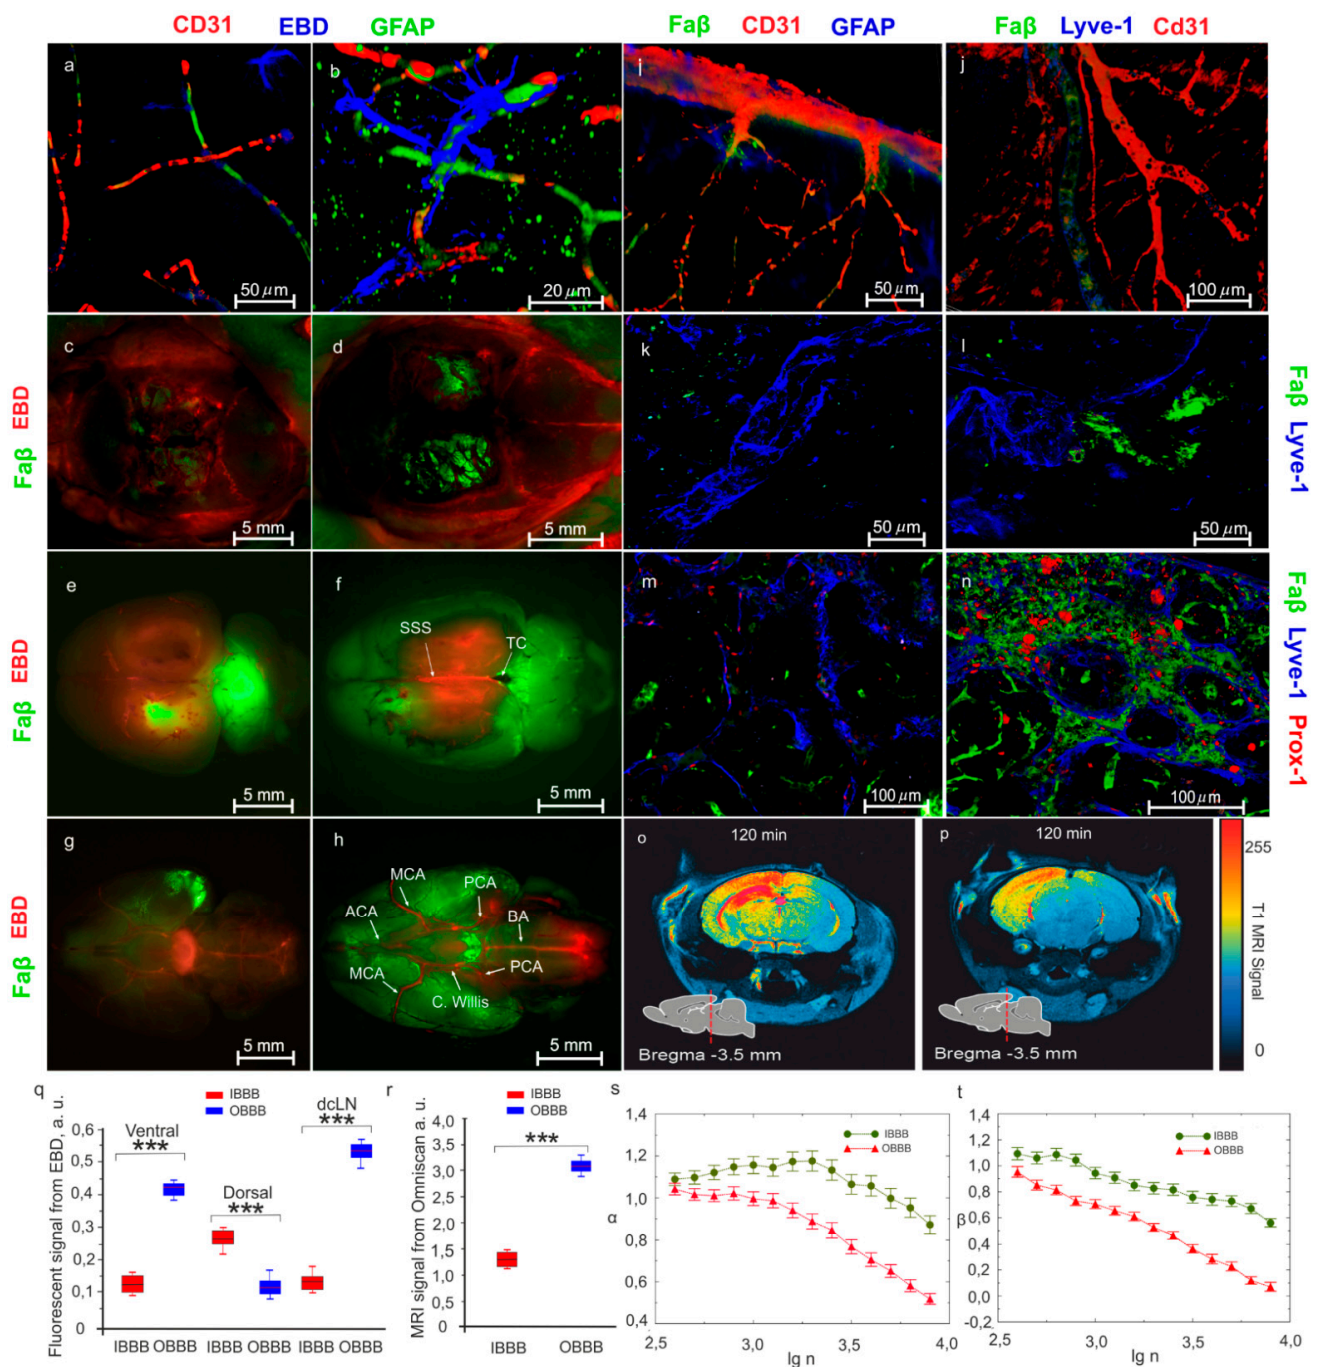 CD31 EBD GFAP Faβ CD31 GFAP Faβ Lyve-1 Cd31
a b i j
50 μm 20 μm 50 μm 100 μm
Faβ EBD
c d k l
5 mm 5 mm 50 μm 50 μm
Faβ Lyve-1
Faβ EBD
e f m n
SSS TC
5 mm 5 mm 100 μm 100 μm
Faβ Lyve-1 Prox-1
Faβ EBD
g h o 120 min p 120 min
MCA PCA
ACA BA
MCA PCA
C. Willis
5 mm 5 mm
Bregma -3.5 mm Bregma -3.5 mm
255
T1 MRI Signal
0
q
IBBB
OBBB
Fluorescent signal from EBD, a. u.
0,6
0,5
0,4
0,3
0,2
0,1
0
Ventral
***
Dorsal
***
dcLN
***
IBBB OBBB IBBB OBBB IBBB OBBB
r
IBBB
OBBB
MRI signal from Omniscan a. u.
4,0
3,5
3,0
2,5
2,0
1,5
1,0
0,5
0
***
IBBB OBBB
s
1,4
1,2
1,0
0,8
0,6
0,4
α
IBBB
OBBB
2,5 3,0 3,5 4,0
lg n
t
1,4
1,2
1,0
0,8
0,6
0,4
0,2
0,0
-0,2
β
IBBB
OBBB
3,0 3,5 4,0
lg n